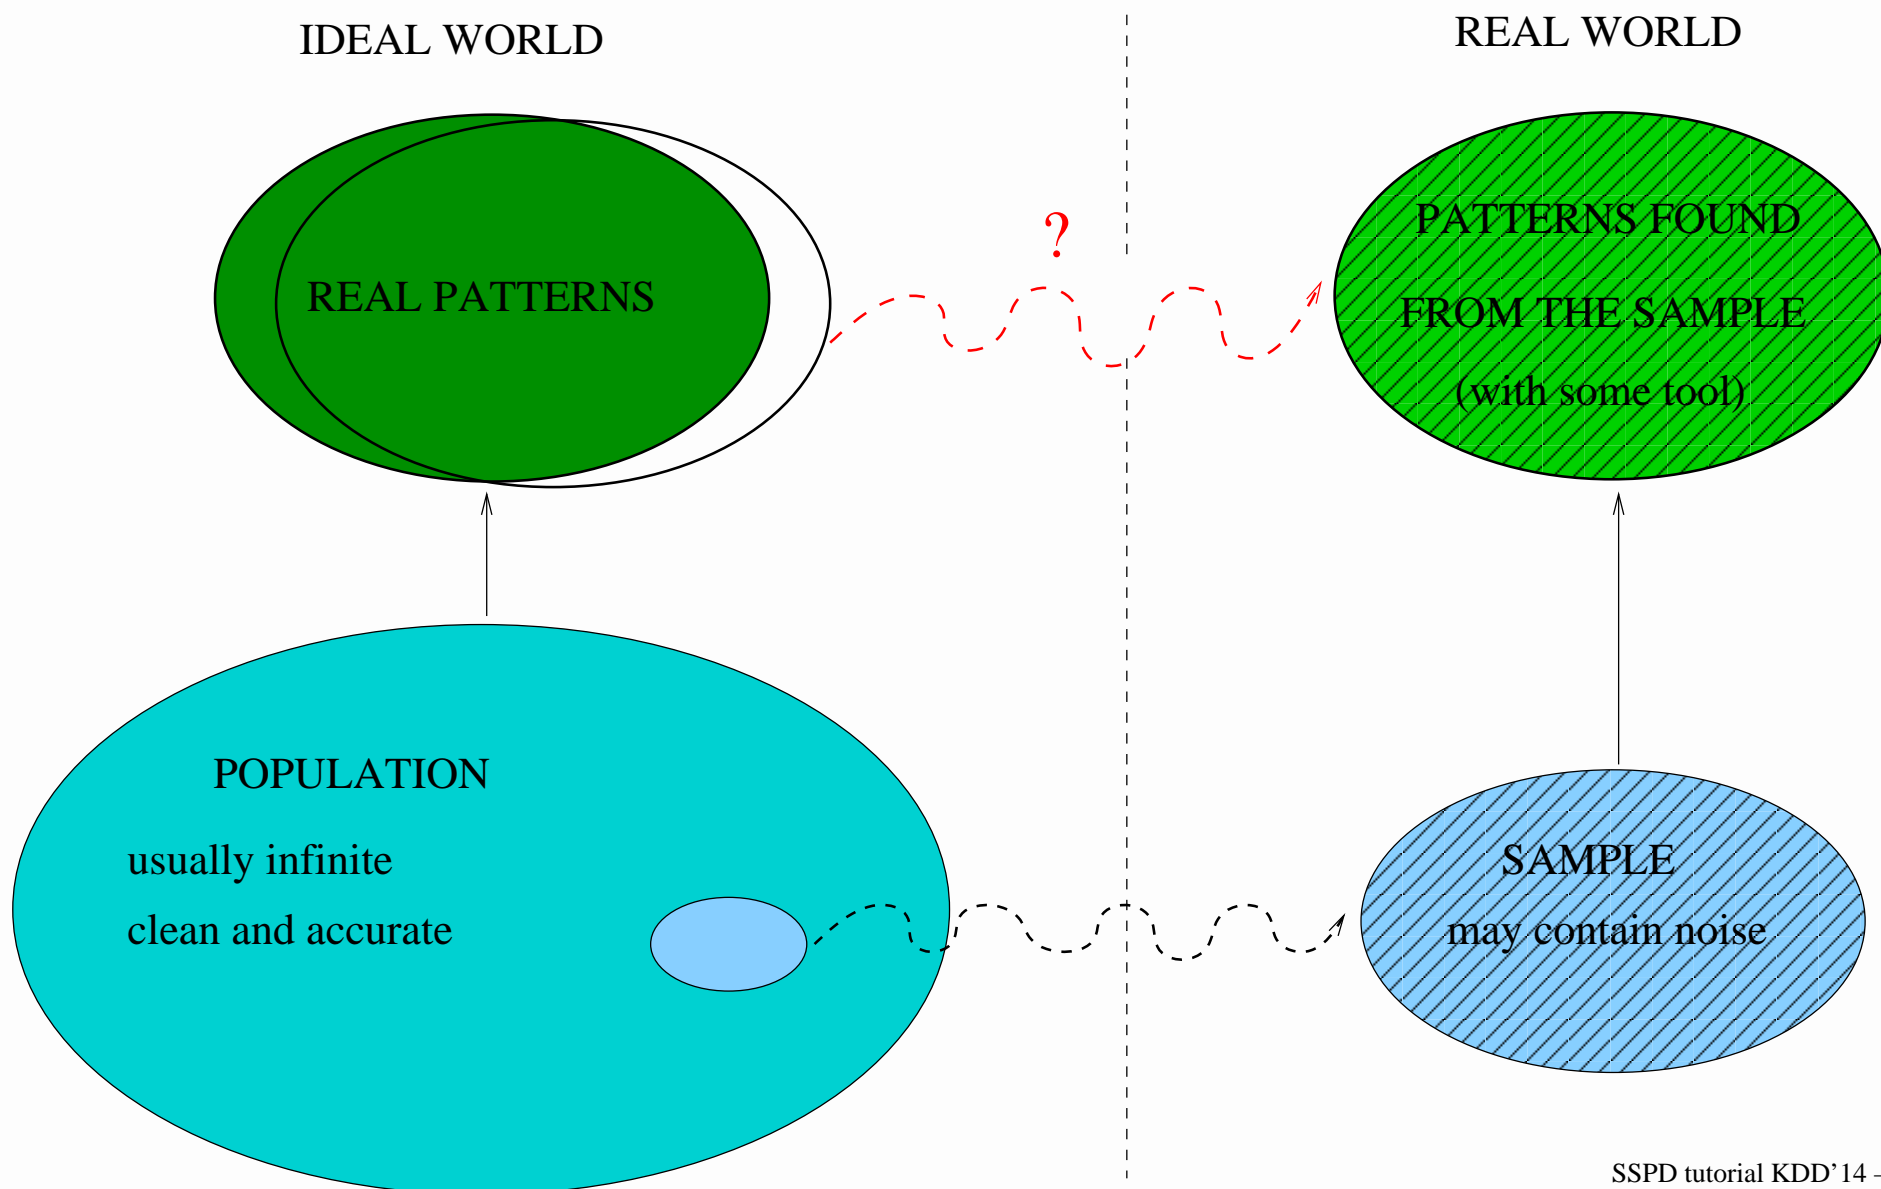 IDEAL WORLD
REAL WORLD
REAL PATTERNS
?
PATTERNS FOUND
FROM THE SAMPLE
(with some tool)
POPULATION
usually infinite
clean and accurate
SAMPLE
may contain noise
SSPD tutorial KDD'14 –